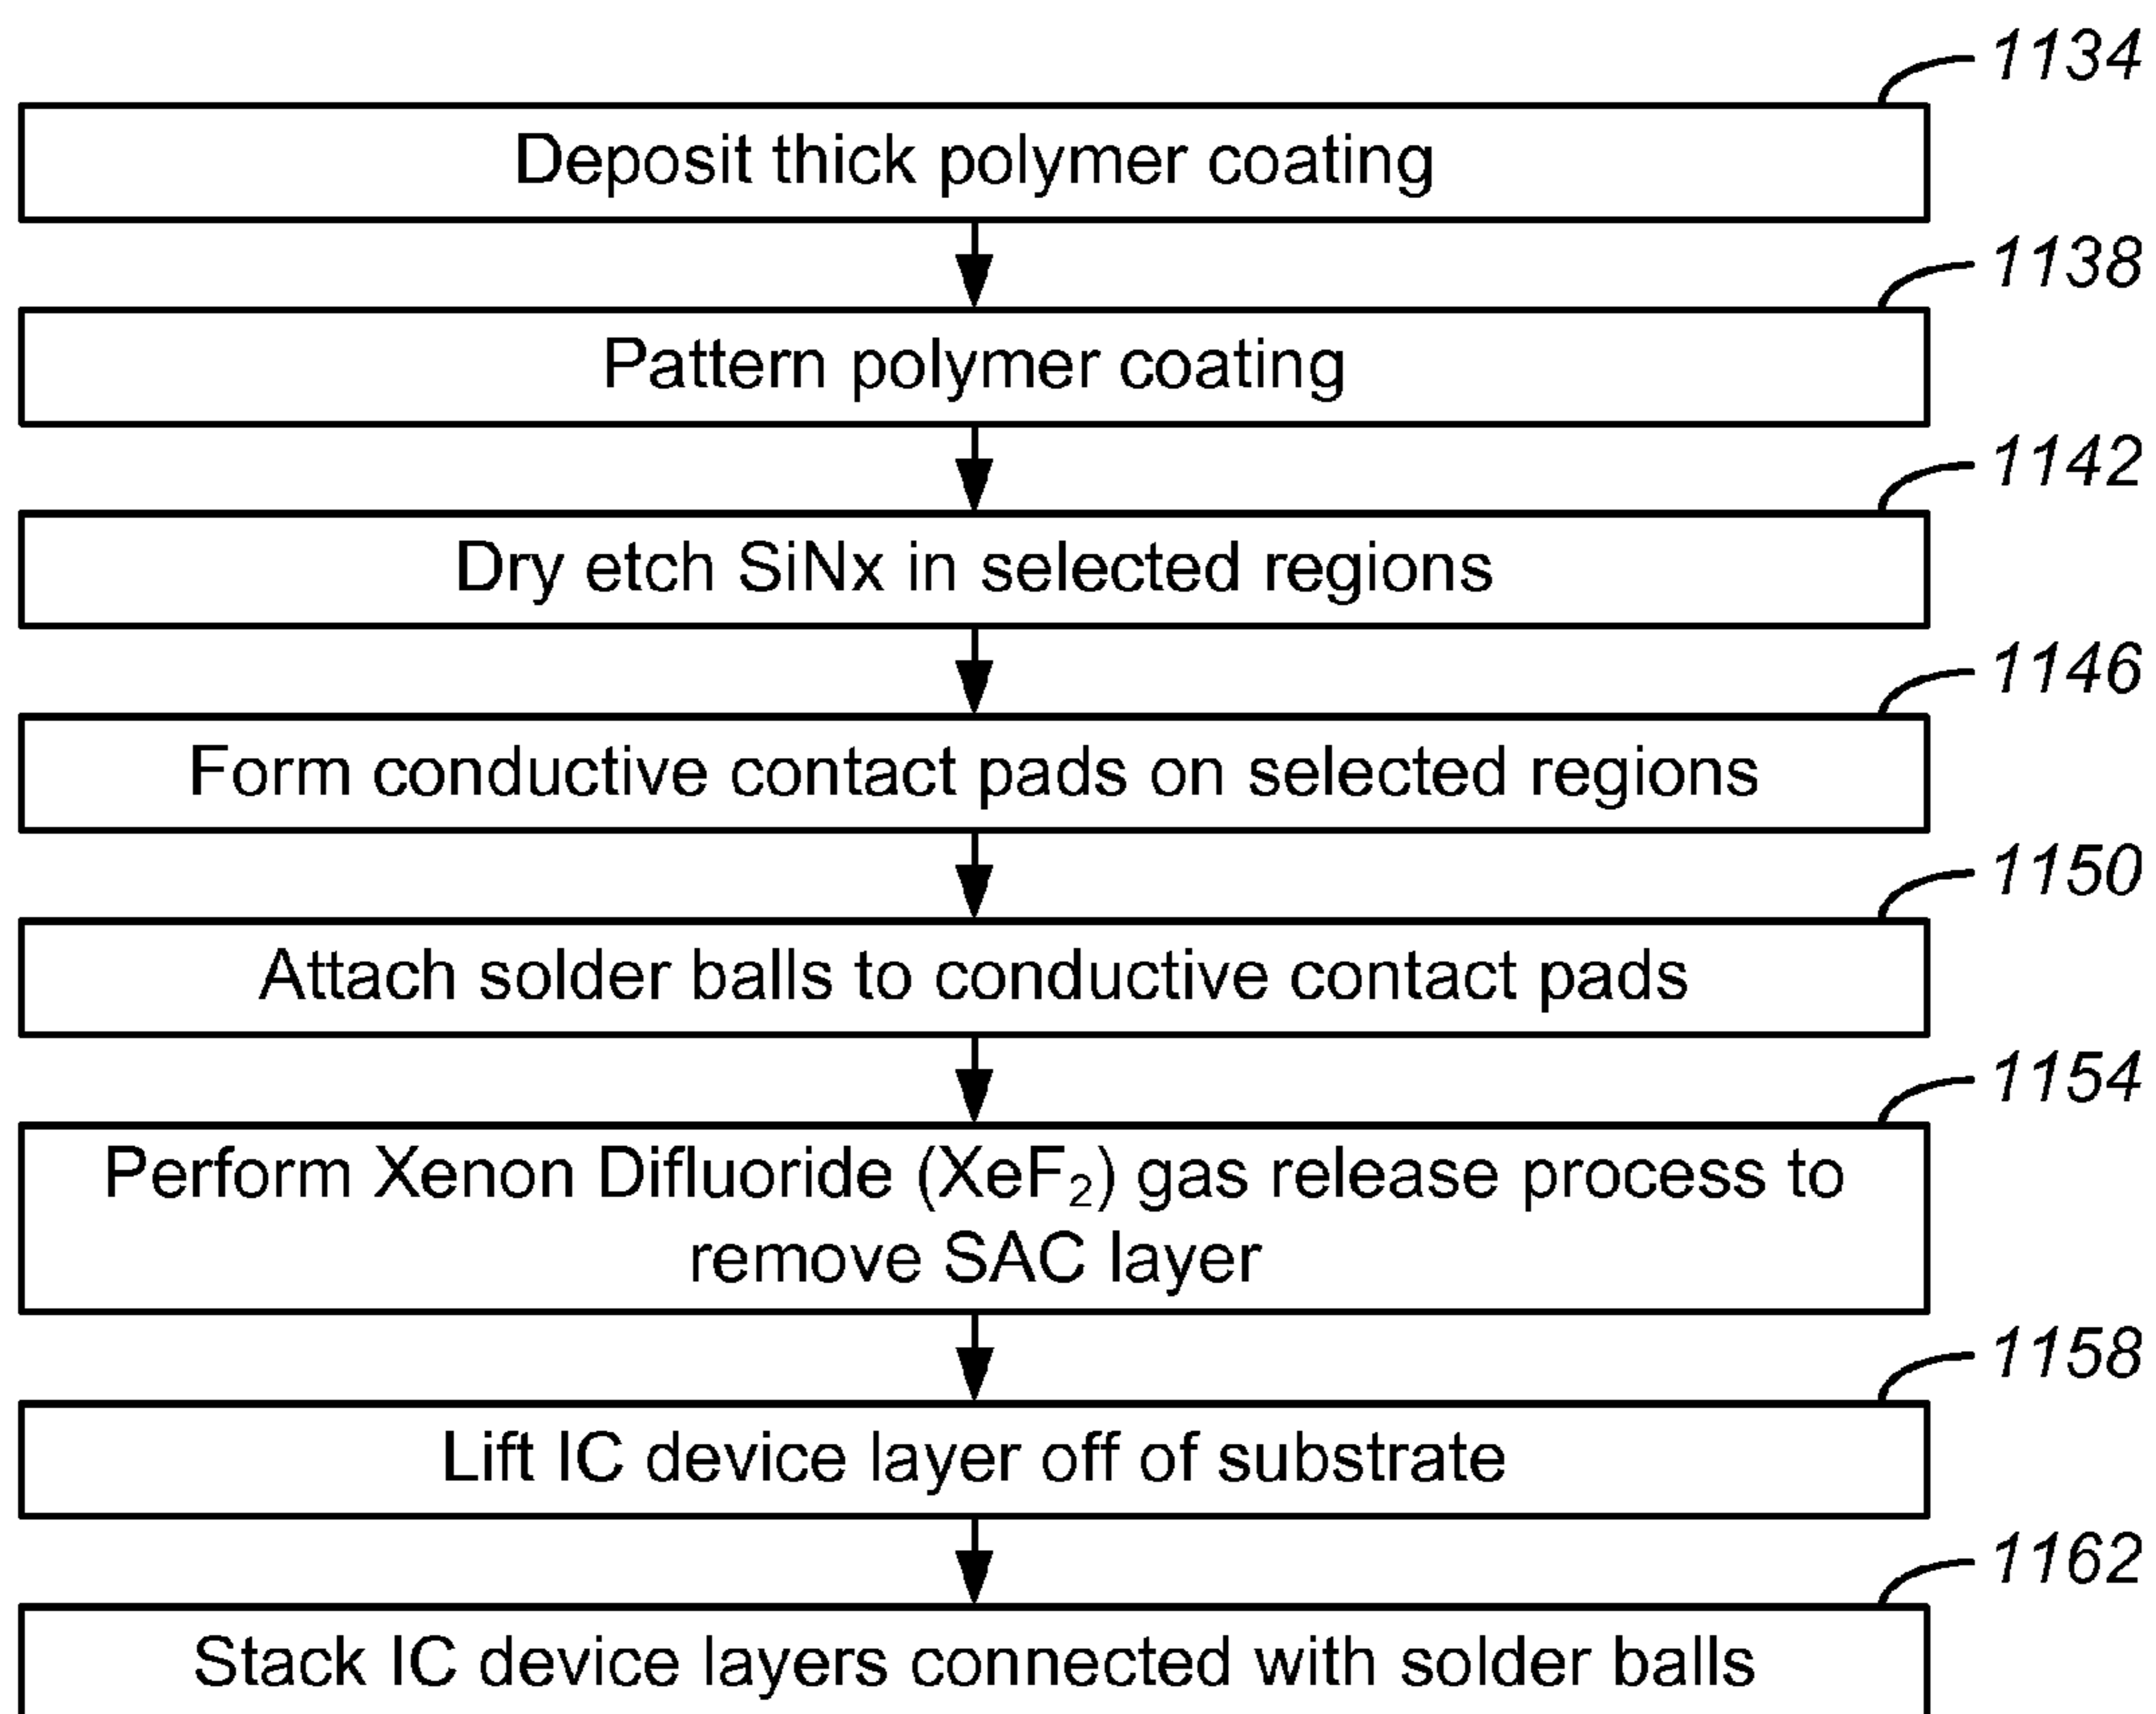 1134
Deposit thick polymer coating
1138
Pattern polymer coating
1142
Dry etch SiNx in selected regions
1146
Form conductive contact pads on selected regions
1150
Attach solder balls to conductive contact pads
1154
Perform Xenon Difluoride (XeF₂) gas release process to
remove SAC layer
1158
Lift IC device layer off of substrate
1162
Stack IC device layers connected with solder balls